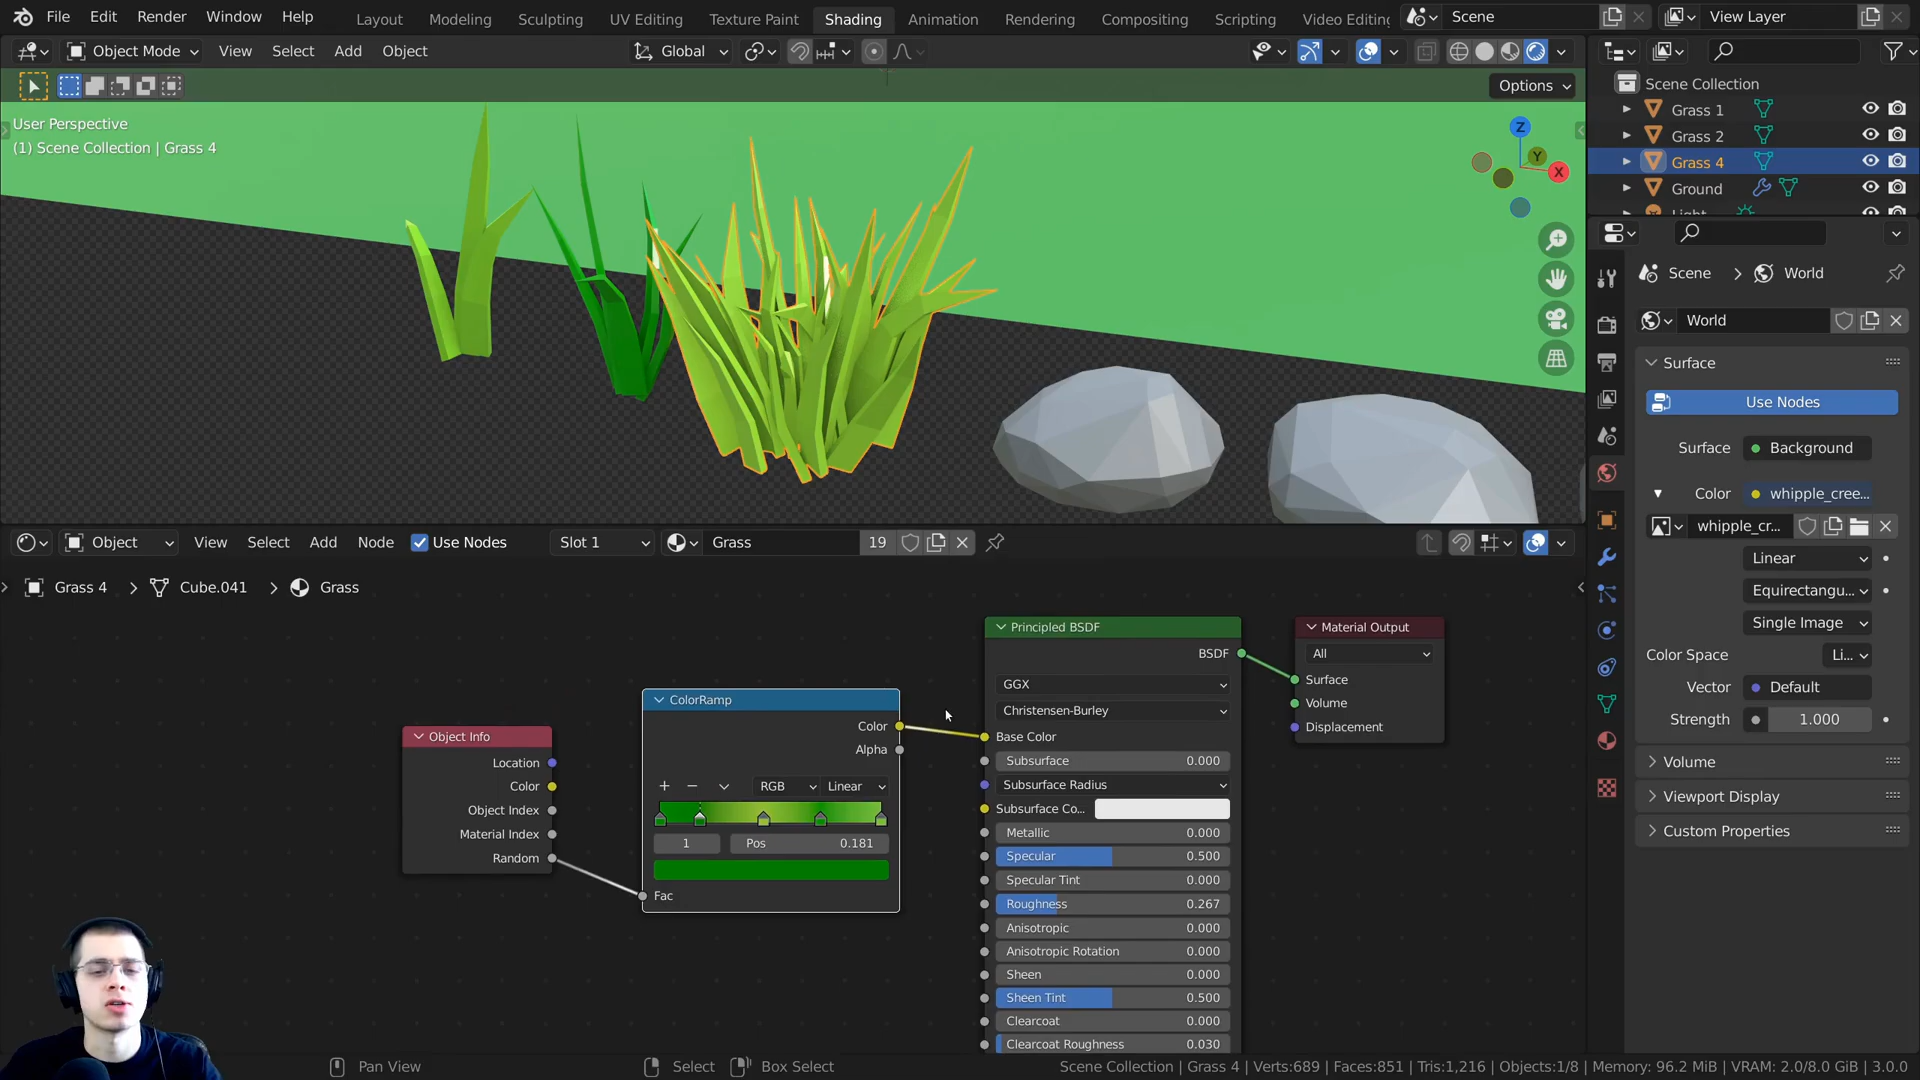 File Edit Render Window Help Layout Modeling Sculpting UV Editing Texture Paint Shading Animation Rendering Compositing Scripting Video Editing Scene View Layer
Object Mode View Select Add Object Global
Options
User Perspective
(1) Scene Collection | Grass 4
Z
Y
X
Scene Collection
Grass 1
Grass 2
Grass 4
Ground
Light
Scene > World
World
Surface
Use Nodes
Surface Background
Color whipple_cree...
whipple_cr...
Linear
Equirectangu...
Single Image
Color Space Li...
Vector Default
Strength 1.000
Volume
Viewport Display
Custom Properties
Object View Select Add Node Use Nodes Slot 1 Grass 19
Grass 4 > Cube.041 > Grass
Object Info
Location
Color
Object Index
Material Index
Random
ColorRamp
Color
Alpha
+ − RGB Linear
1 Pos 0.181
Fac
Principled BSDF
BSDF
GGX
Christensen-Burley
Base Color
Subsurface 0.000
Subsurface Radius
Subsurface Co...
Metallic 0.000
Specular 0.500
Specular Tint 0.000
Roughness 0.267
Anisotropic 0.000
Anisotropic Rotation 0.000
Sheen 0.000
Sheen Tint 0.500
Clearcoat 0.000
Clearcoat Roughness 0.030
Material Output
All
Surface
Volume
Displacement
Pan View Select Box Select Scene Collection | Grass 4 | Verts:689 | Faces:851 | Tris:1,216 | Objects:1/8 | Memory: 96.2 MiB | VRAM: 2.0/8.0 GiB | 3.0.0